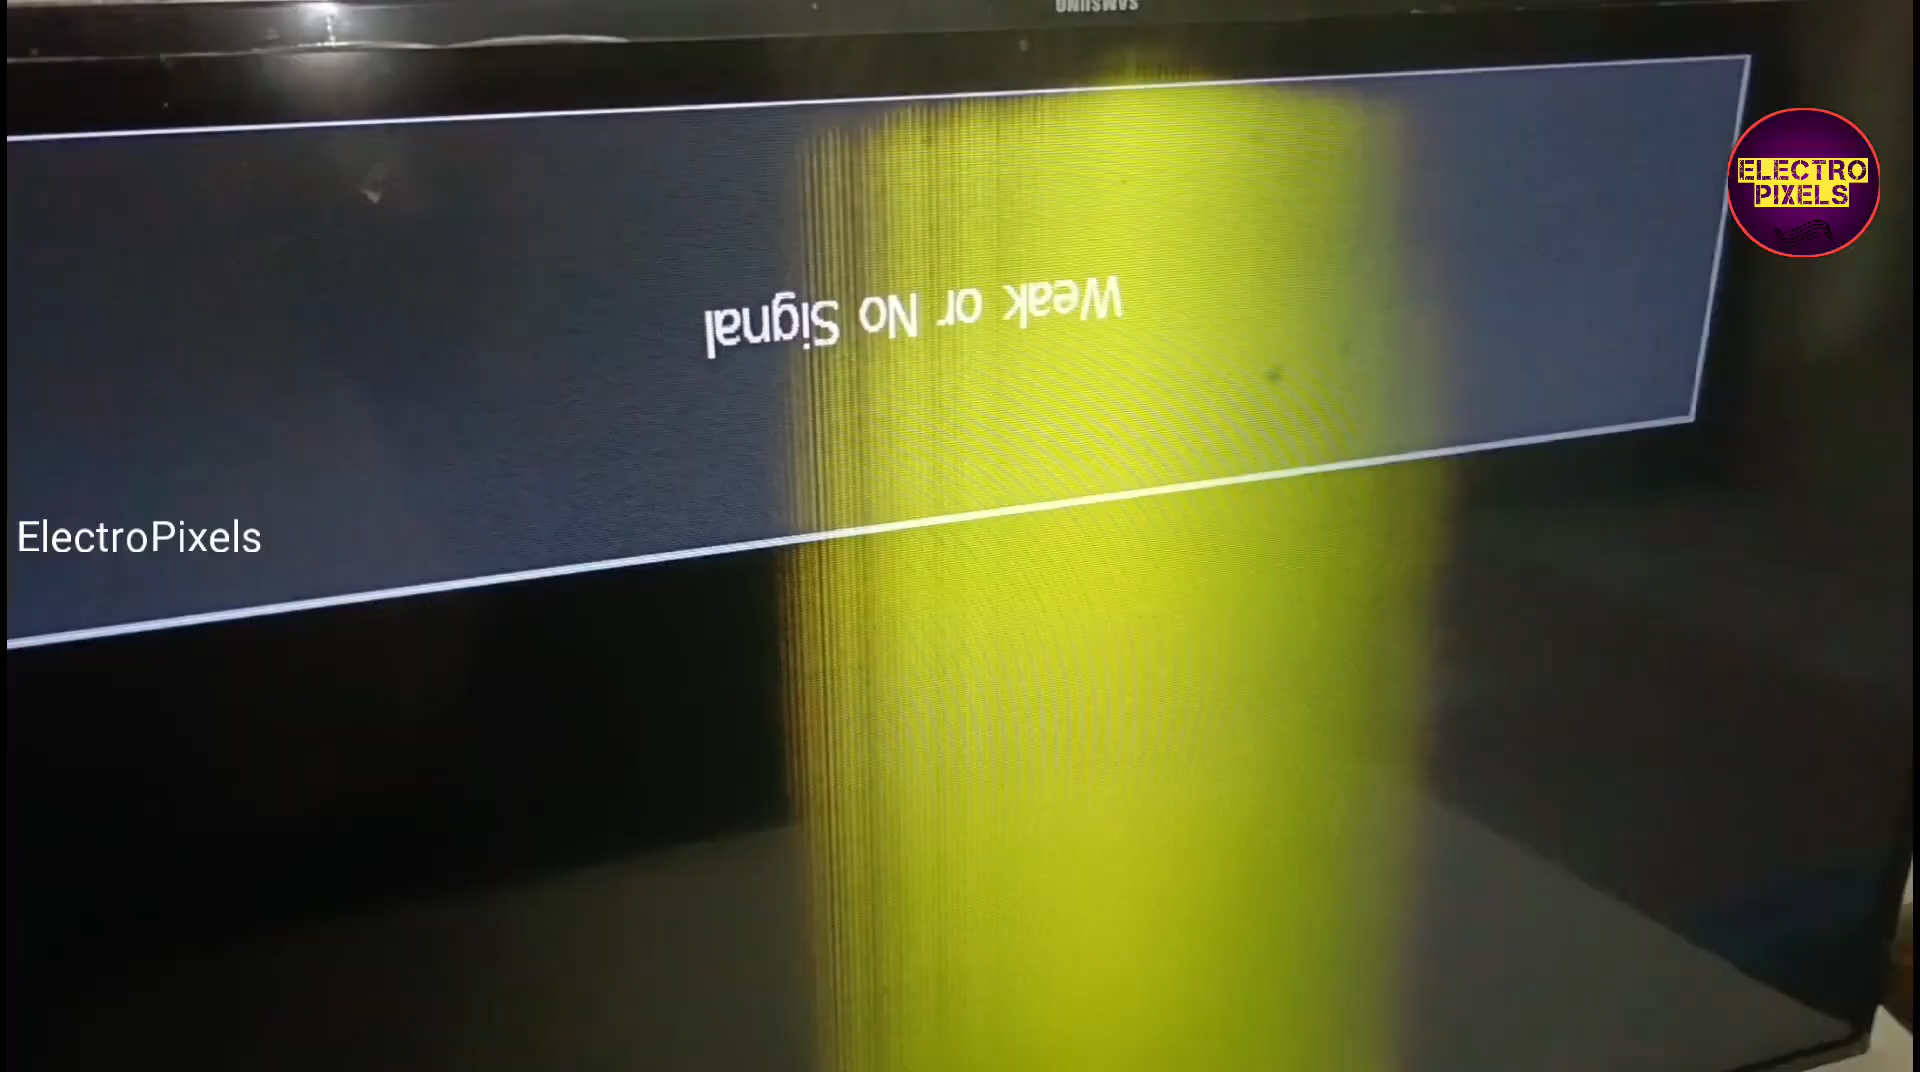 SAMSUNG
ELECTRO
PIXELS
Weak or No Signal
ElectroPixels